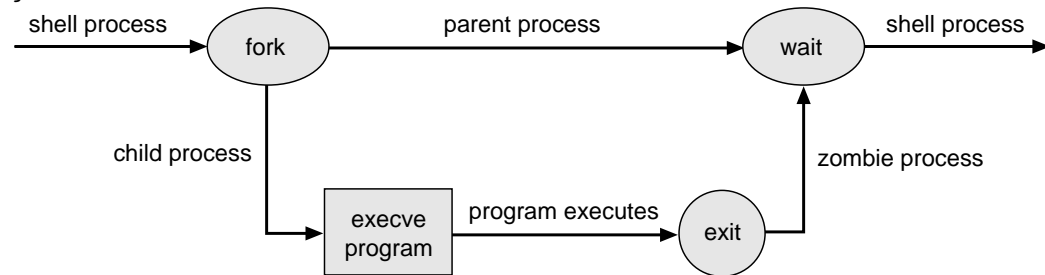 shell process
fork
parent process
wait
shell process
child process
zombie process
execve
program
program executes
exit